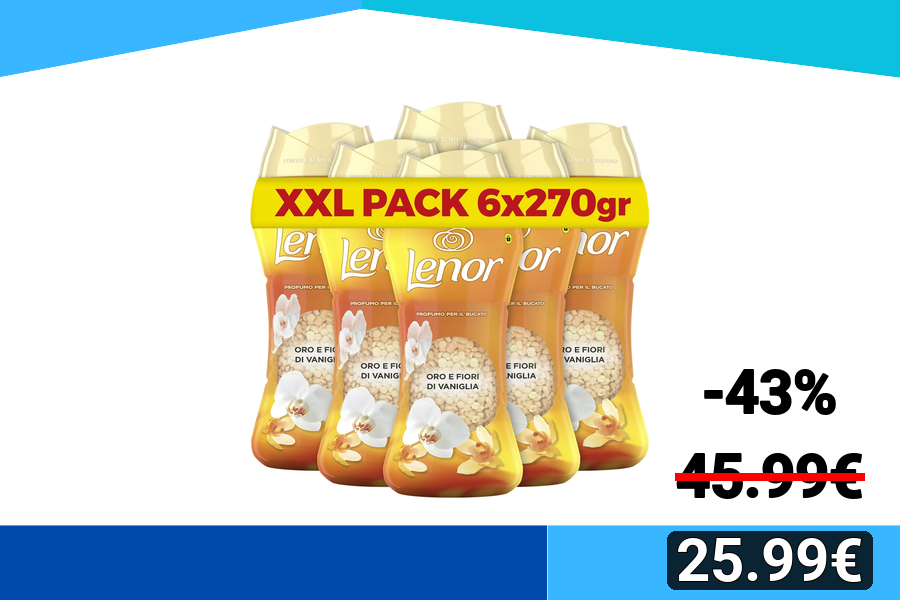 XXL PACK 6x270gr
Lenor
PROFUMO PER IL BUCATO
ORO E FIORI
DI VANIGLIA
-43%
45.99€
25.99€